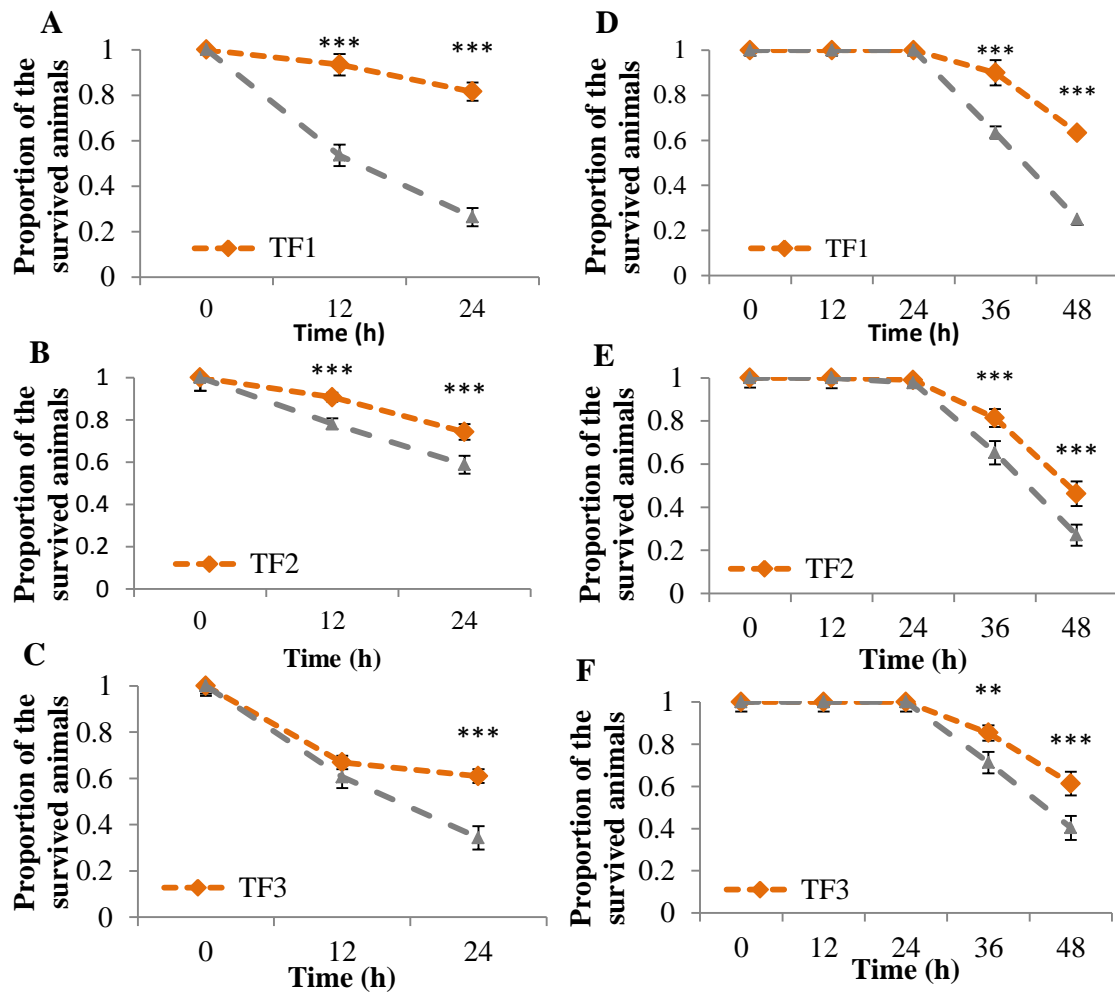 A
Proportion of the
survived animals
1
0.8
0.6
0.4
0.2
0
***
***
TF1
0 12 24
Time (h)
B
Proportion of the
survived animals
1
0.8
0.6
0.4
0.2
0
***
***
TF2
0 12 24
Time (h)
C
Proportion of the
survived animals
1
0.8
0.6
0.4
0.2
0
***
TF3
0 12 24
Time (h)
D
Proportion of the
survived animals
1
0.8
0.6
0.4
0.2
0
***
***
TF1
0 12 24 36 48
Time (h)
E
Proportion of the
survived animals
1
0.8
0.6
0.4
0.2
0
***
***
TF2
0 12 24 36 48
Time (h)
F
Proportion of the
survived animals
1
0.8
0.6
0.4
0.2
0
**
***
TF3
0 12 24 36 48
Time (h)